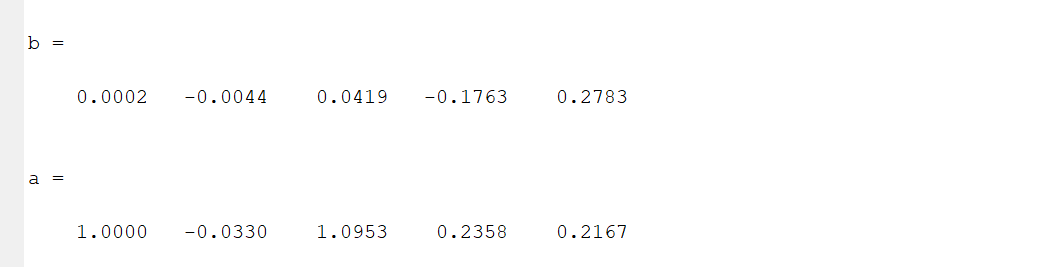 b =
0.0002 -0.0044 0.0419 -0.1763 0.2783
a =
1.0000 -0.0330 1.0953 0.2358 0.2167